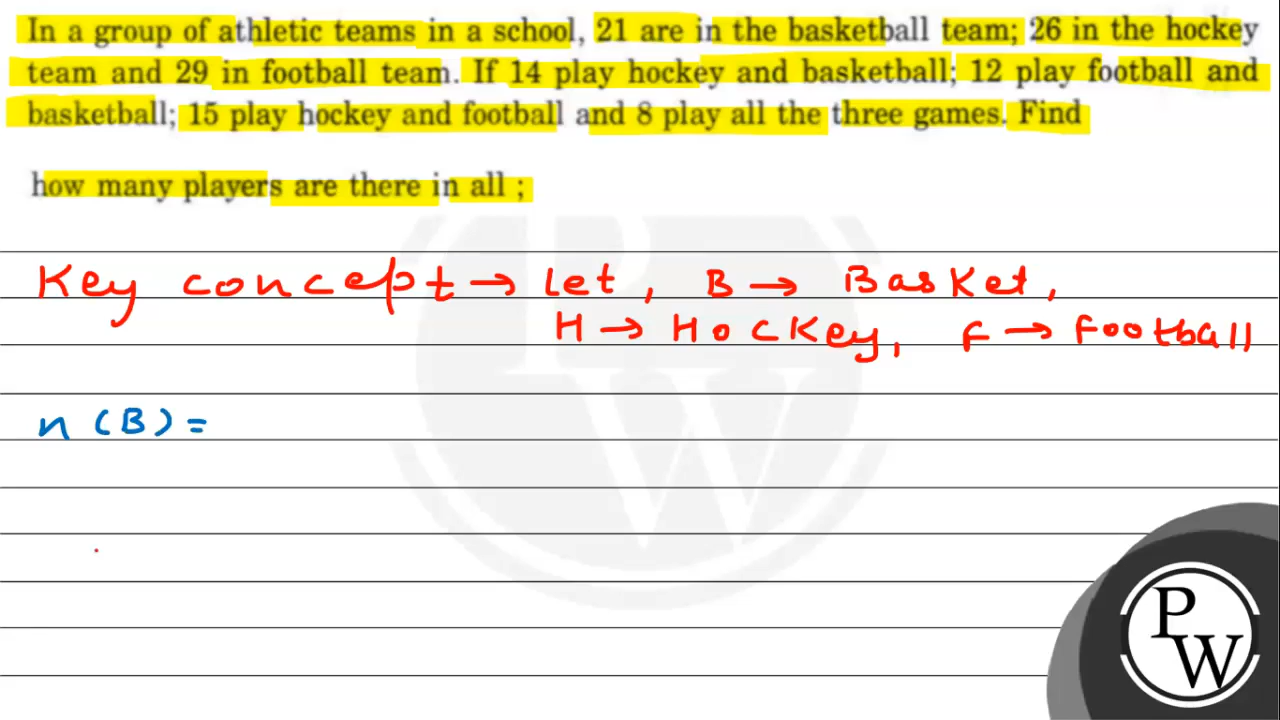 In a group of athletic teams in a school, 21 are in the basketball team; 26 in the hockey
team and 29 in football team. If 14 play hockey and basketball; 12 play football and
basketball; 15 play hockey and football and 8 play all the three games. Find
how many players are there in all ;
Key concept → Let, B → Basket,
H → Hockey, F → Football
n (B) =
P
W